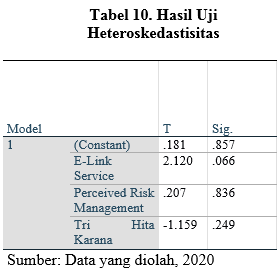 Tabel 10. Hasil Uji
Heteroskedastisitas
Model T Sig.
1 (Constant) .181 .857
E-Link 2.120 .066
Service
Perceived Risk .207 .836
Management
Tri Hita -1.159 .249
Karana
Sumber: Data yang diolah, 2020